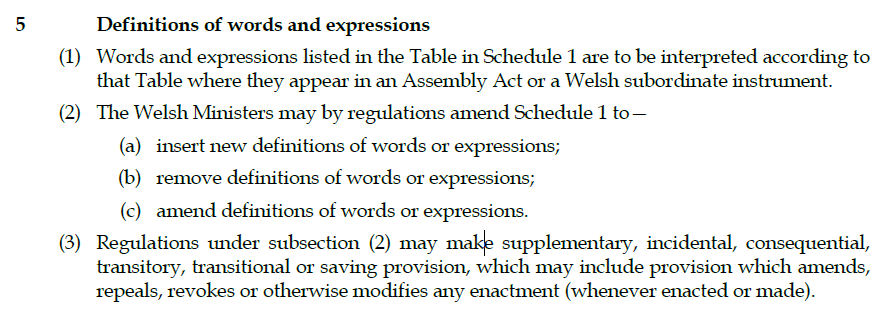 5 Definitions of words and expressions
(1) Words and expressions listed in the Table in Schedule 1 are to be interpreted according to
that Table where they appear in an Assembly Act or a Welsh subordinate instrument.
(2) The Welsh Ministers may by regulations amend Schedule 1 to—
(a) insert new definitions of words or expressions;
(b) remove definitions of words or expressions;
(c) amend definitions of words or expressions.
(3) Regulations under subsection (2) may make supplementary, incidental, consequential,
transitory, transitional or saving provision, which may include provision which amends,
repeals, revokes or otherwise modifies any enactment (whenever enacted or made).